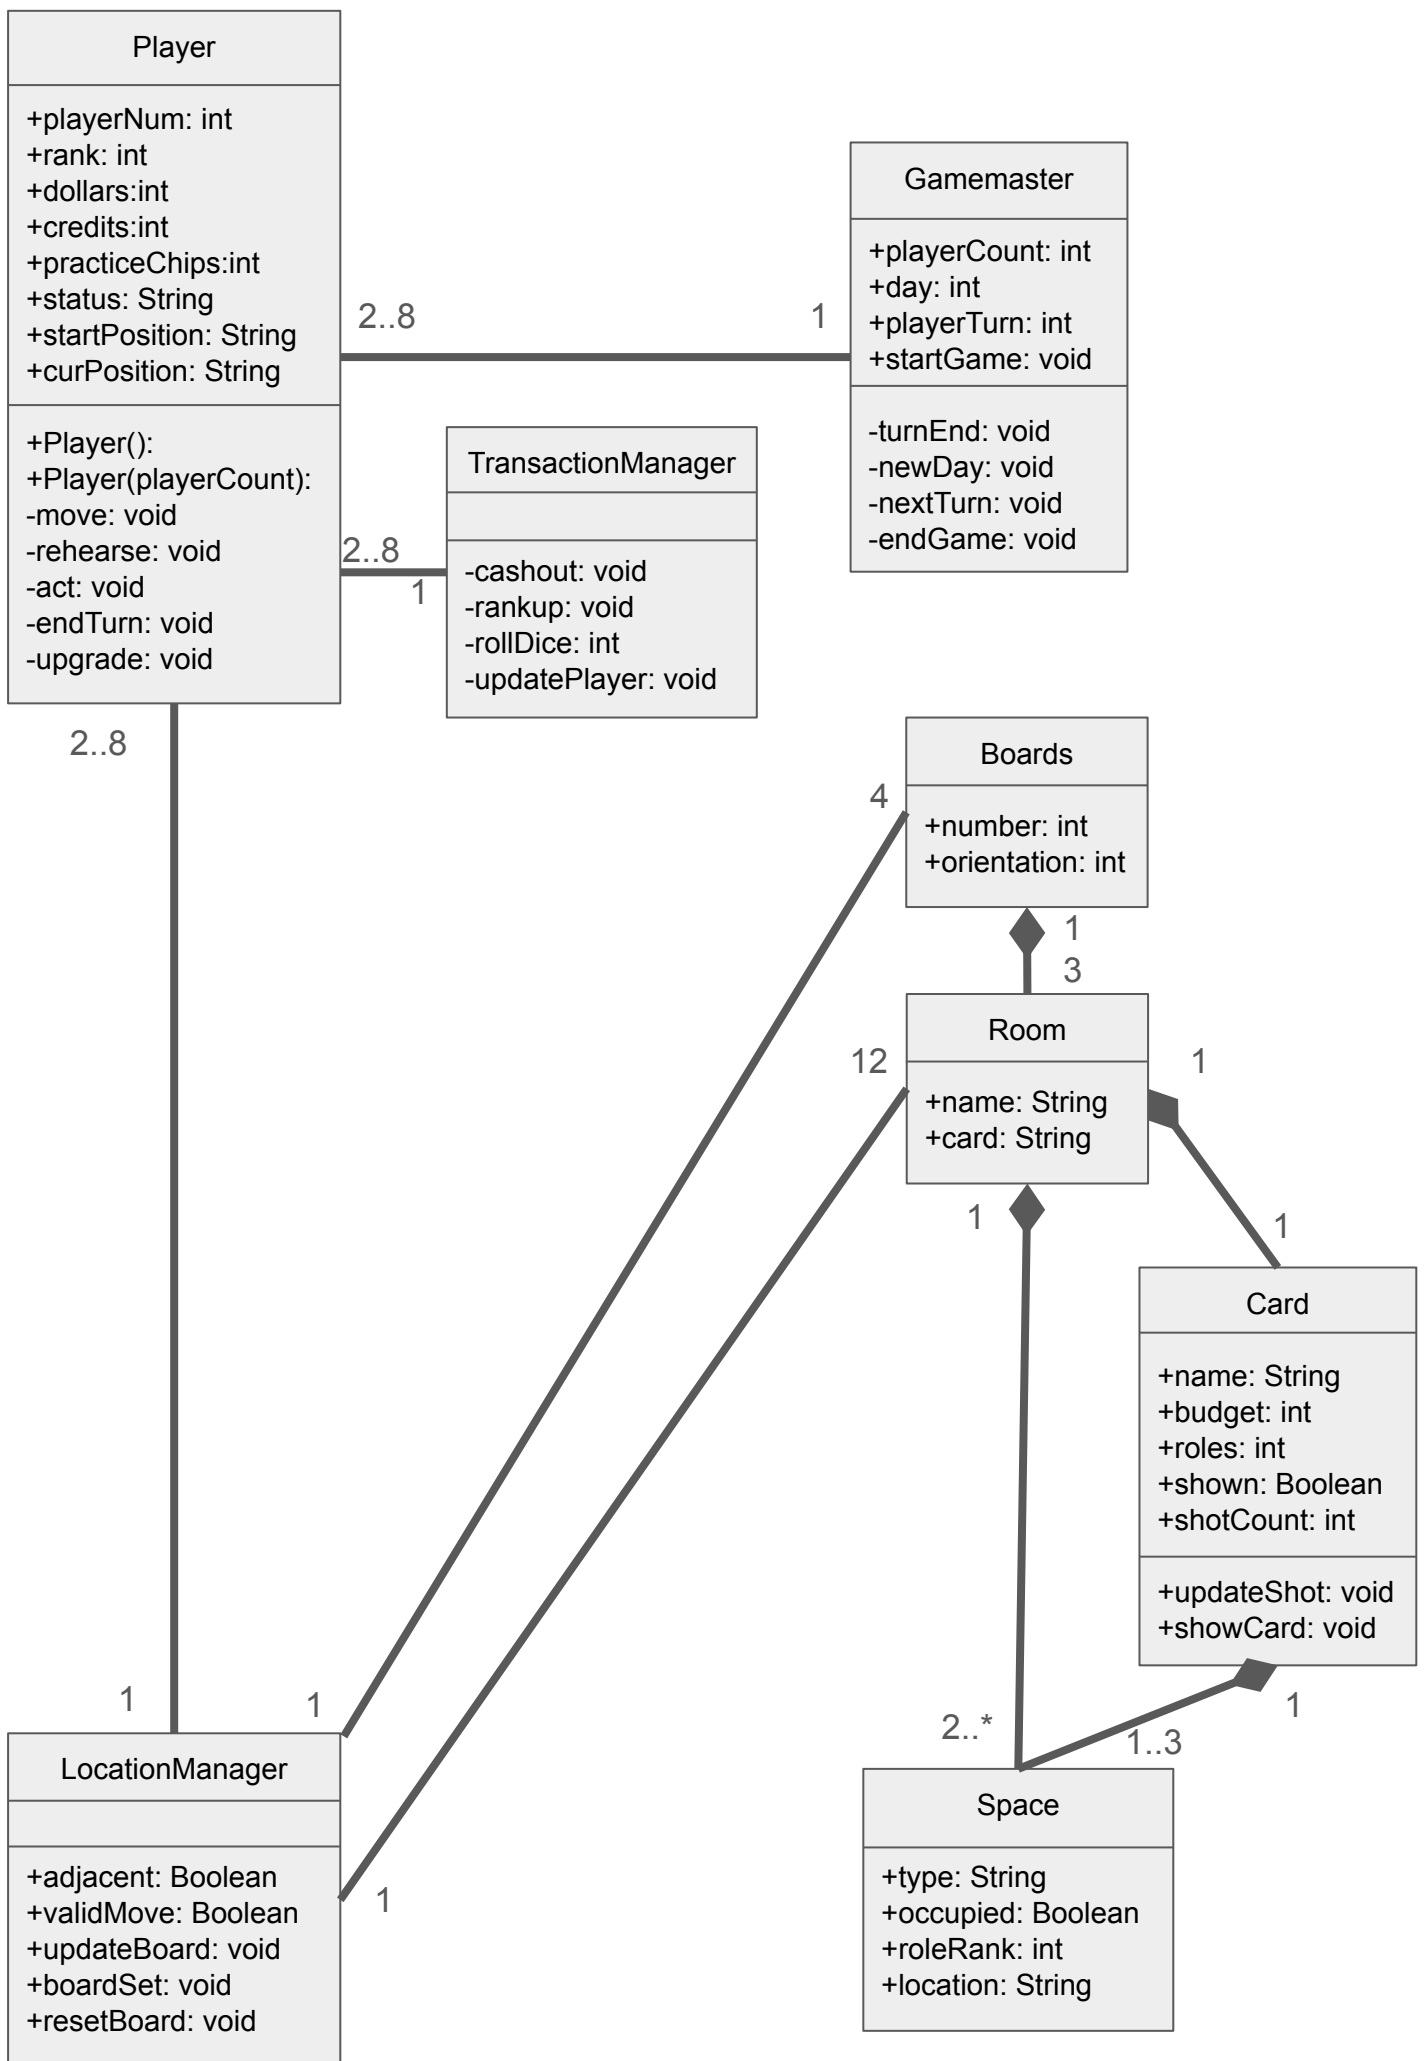 Player
+playerNum: int
+rank: int
+dollars:int
+credits:int
+practiceChips:int
+status: String
+startPosition: String
+curPosition: String
+Player():
+Player(playerCount):
-move: void
-rehearse: void
-act: void
-endTurn: void
-upgrade: void
2..8
1
Gamemaster
+playerCount: int
+day: int
+playerTurn: int
+startGame: void
-turnEnd: void
-newDay: void
-nextTurn: void
-endGame: void
2..8
1
TransactionManager
-cashout: void
-rankup: void
-rollDice: int
-updatePlayer: void
2..8
Boards
+number: int
+orientation: int
4
1
3
Room
+name: String
+card: String
12
1
1
1
Card
+name: String
+budget: int
+roles: int
+shown: Boolean
+shotCount: int
+updateShot: void
+showCard: void
1
1
2..*
1..3
1
LocationManager
+adjacent: Boolean
+validMove: Boolean
+updateBoard: void
+boardSet: void
+resetBoard: void
1
Space
+type: String
+occupied: Boolean
+roleRank: int
+location: String